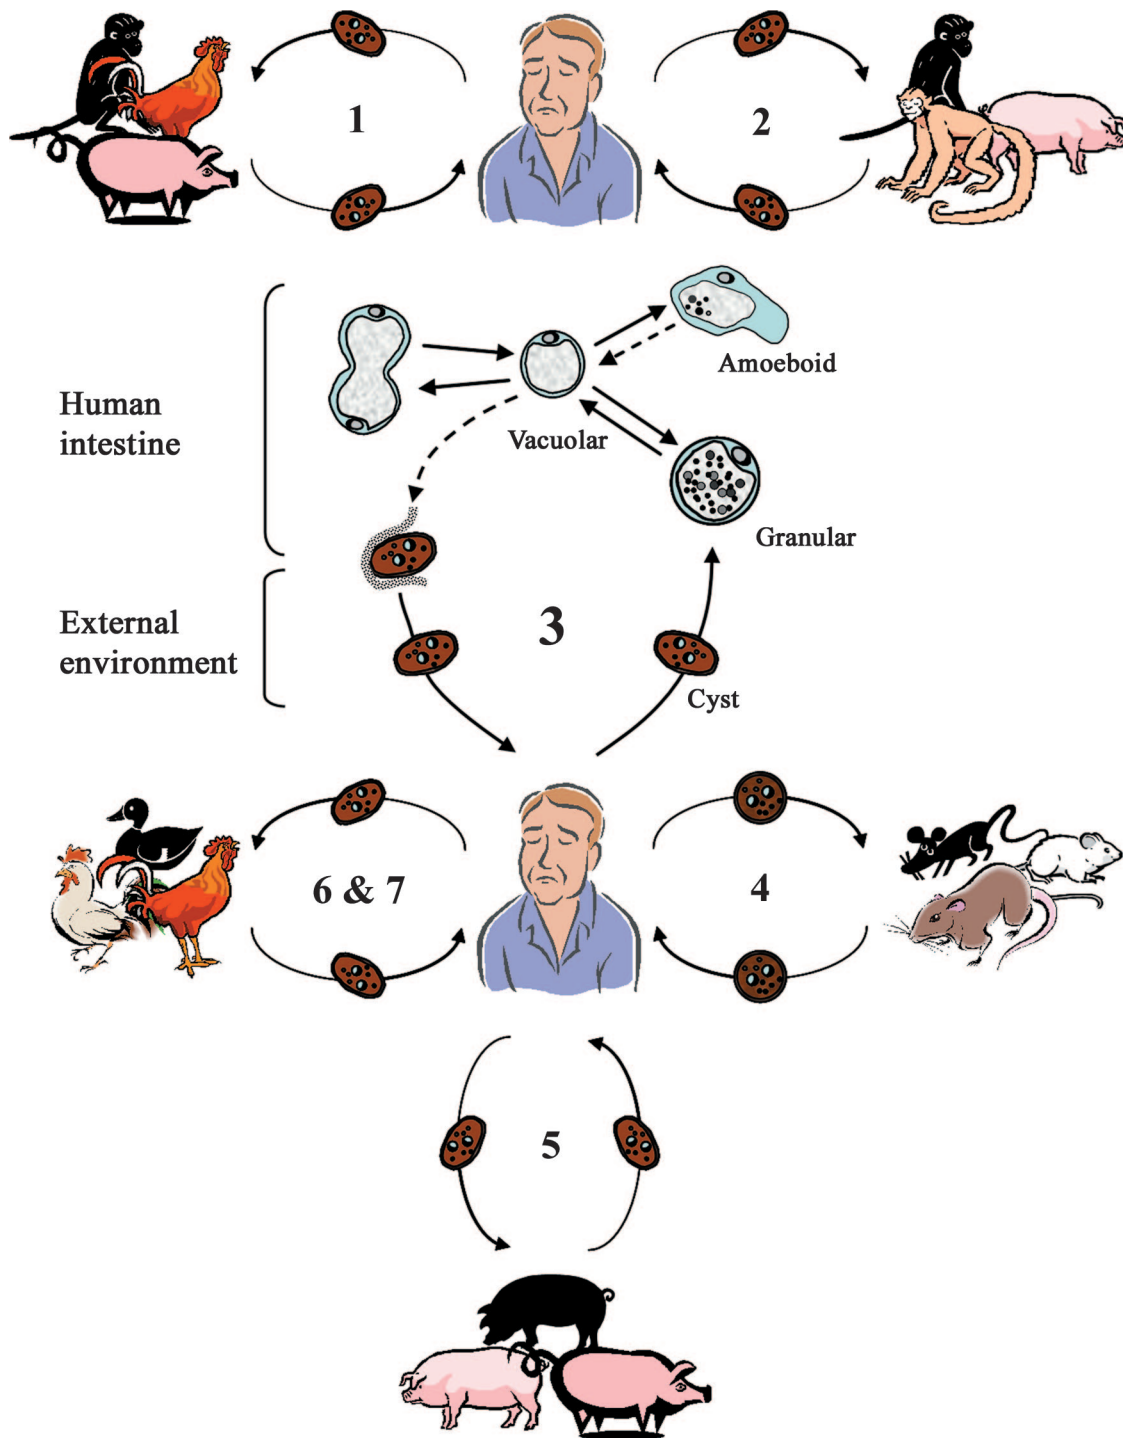 1
2
Human
intestine
Amoeboid
Vacuolar
Granular
External
environment
3
Cyst
6 & 7
4
5